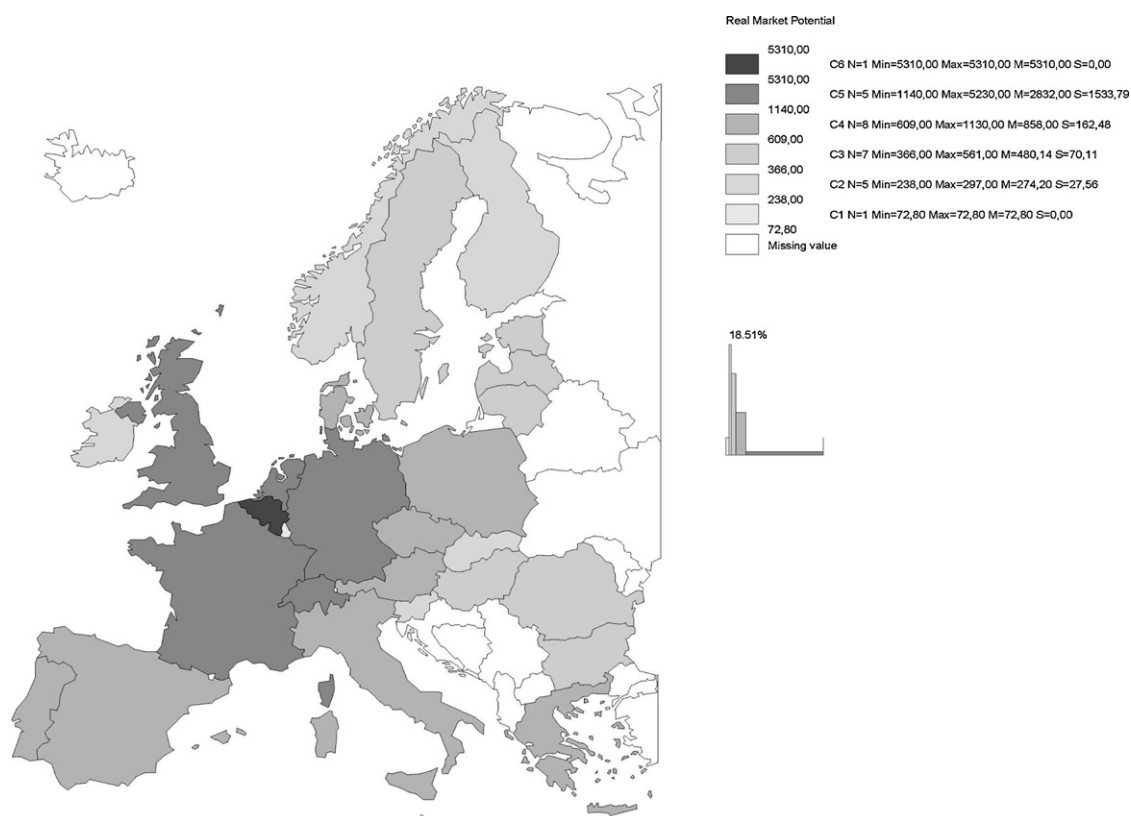 Real Market Potential
5310,00
C6 N=1 Min=5310,00 Max=5310,00 M=5310,00 S=0,00
5310,00
C5 N=5 Min=1140,00 Max=5230,00 M=2832,00 S=1533,79
1140,00
C4 N=8 Min=609,00 Max=1130,00 M=858,00 S=162,48
609,00
C3 N=7 Min=366,00 Max=561,00 M=480,14 S=70,11
366,00
C2 N=5 Min=238,00 Max=297,00 M=274,20 S=27,56
238,00
C1 N=1 Min=72,80 Max=72,80 M=72,80 S=0,00
72,80
Missing value
18.51%